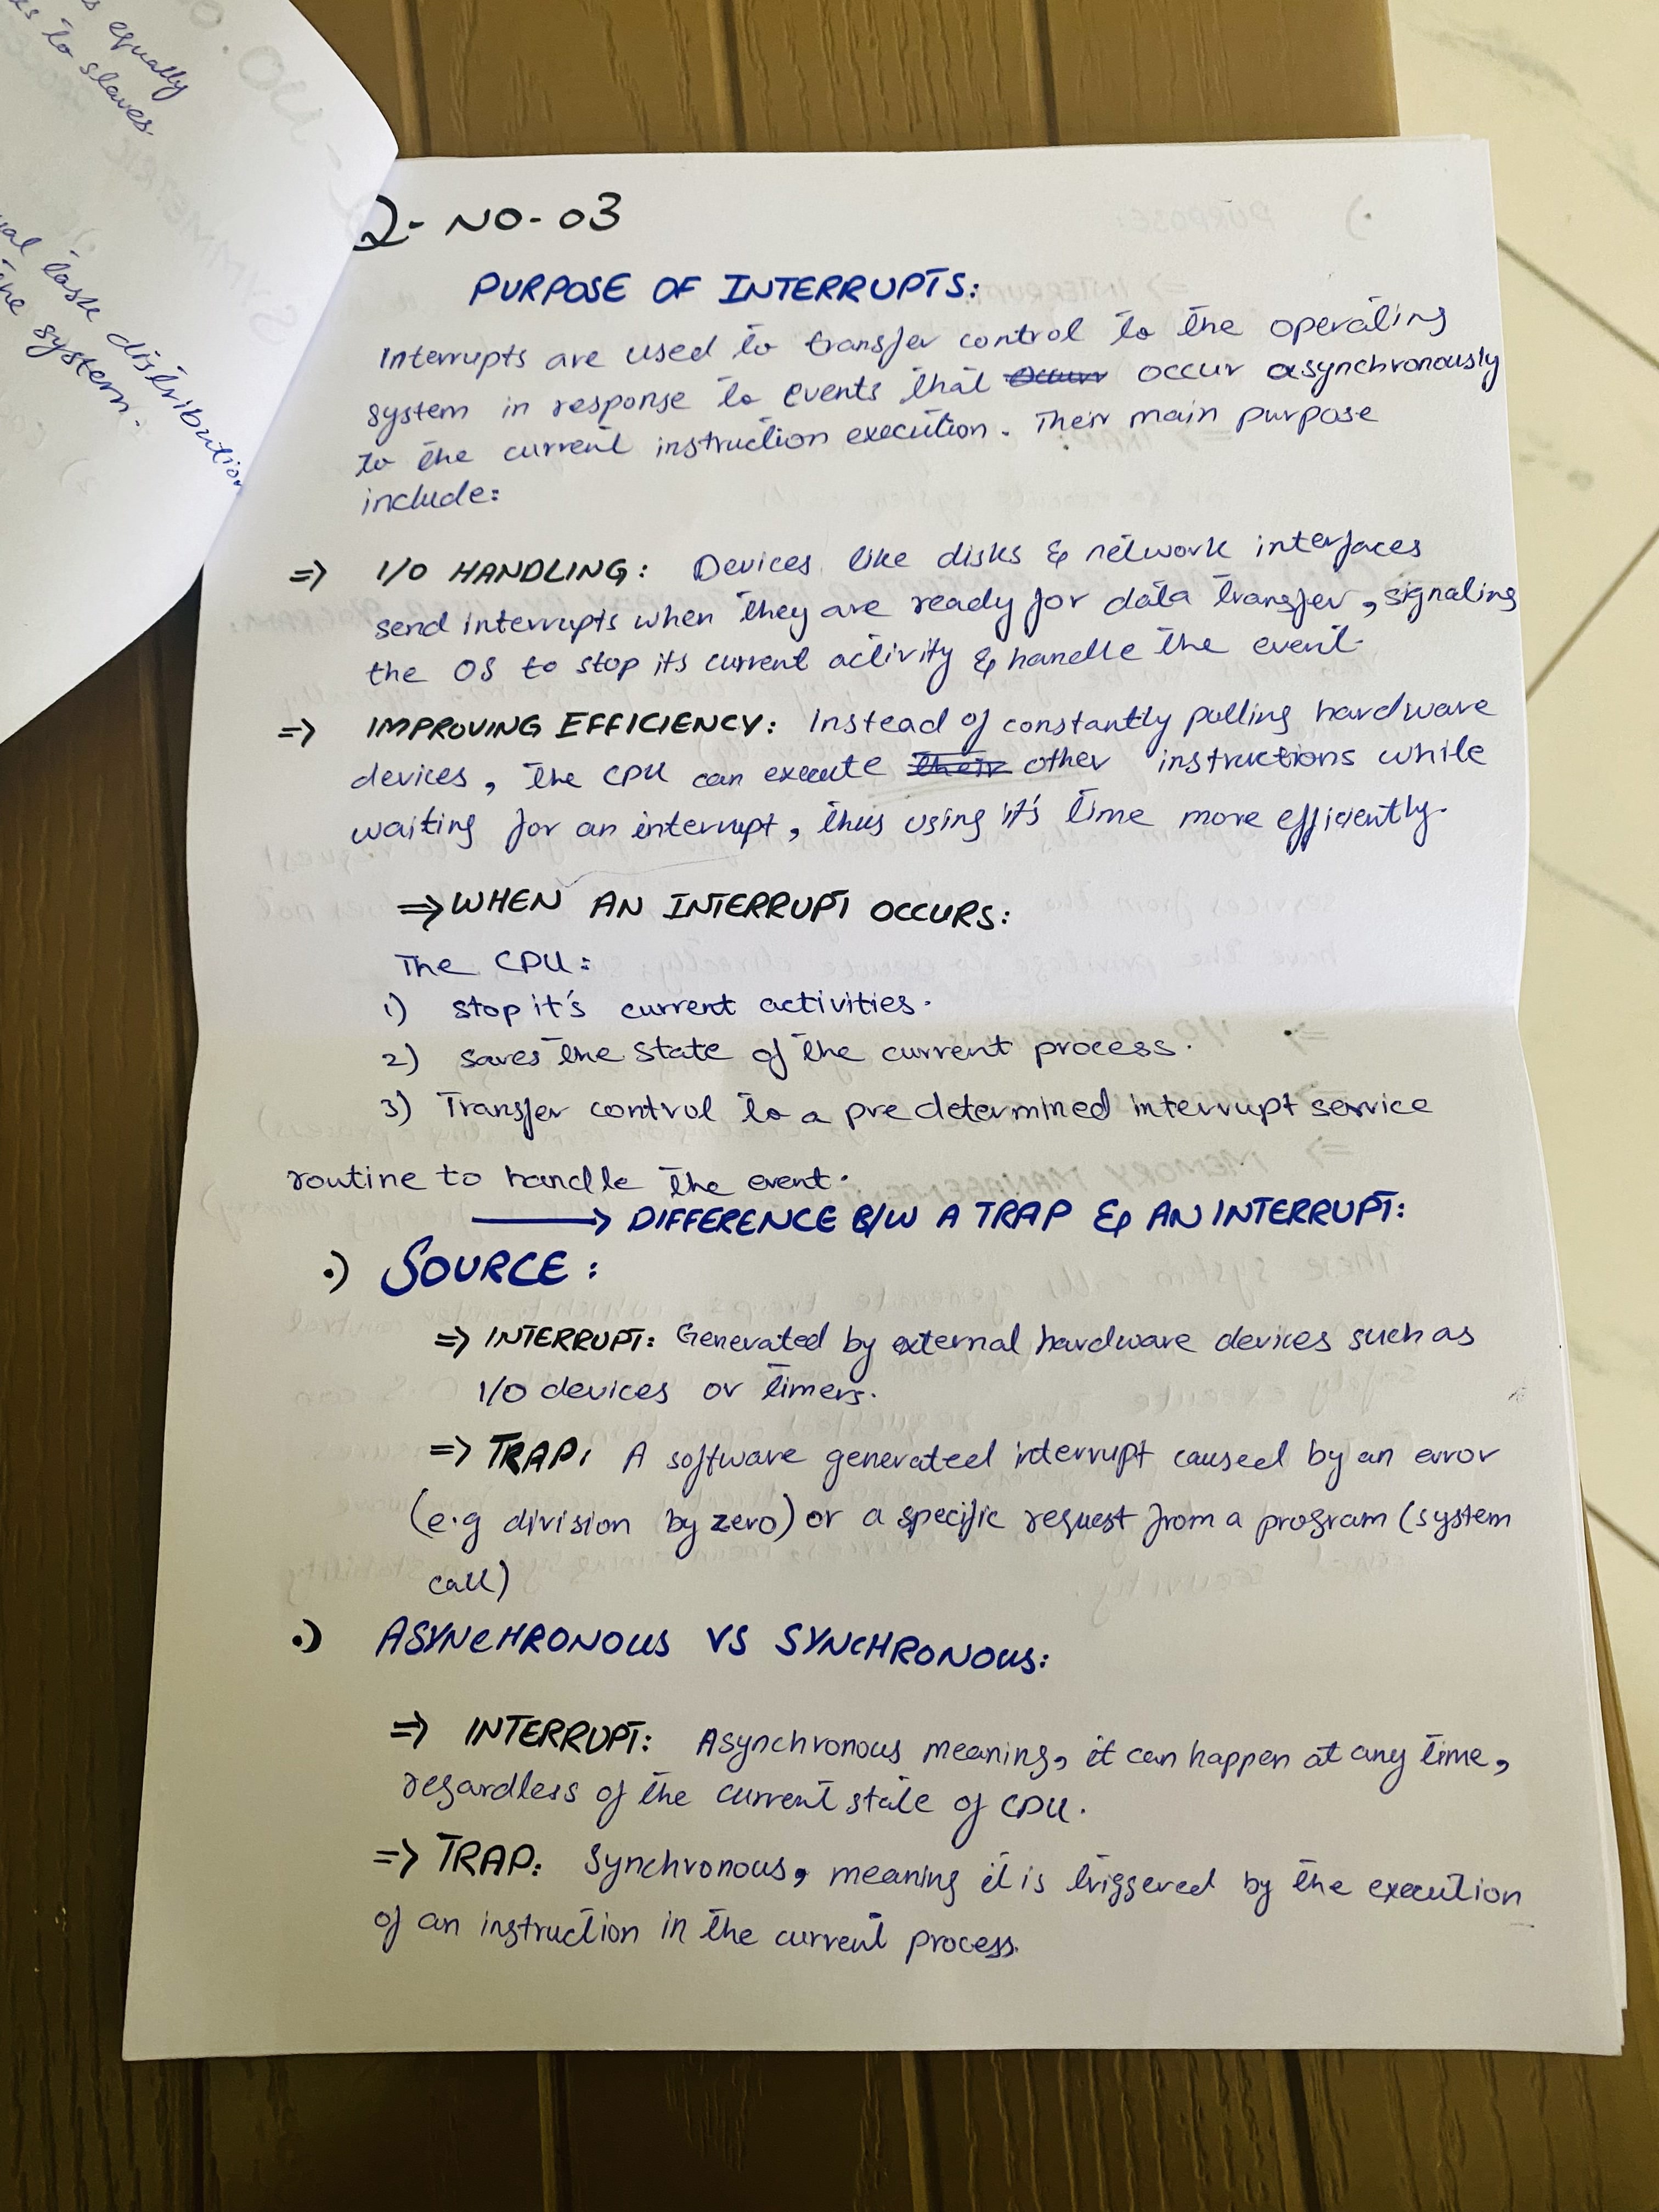 s equally
s to slaves.
ual task distribution
the system.
Q- NO- 03
PURPOSE OF INTERRUPTS:
Interrupts are used to transfer control to the operating
system in response to events that occur occur asynchronously
to the current instruction execution. Their main purpose
include:
=> I/O HANDLING: Devices like disks & network interfaces
send interrupts when they are ready for data transfer, signaling
the OS to stop its current activity & handle the event.
=> IMPROVING EFFICIENCY: Instead of constantly polling hardware
devices, the CPU can execute their other instructions while
waiting for an interrupt, thus using it's time more efficiently.
=> WHEN AN INTERRUPT OCCURS:
The CPU:
1) stop it's current activities.
2) saves the state of the current process.
3) Transfer control to a predetermined interrupt service
routine to handle the event.
→ DIFFERENCE B/W A TRAP & AN INTERRUPT:
.) SOURCE:
=> INTERRUPT: Generated by external hardware devices such as
I/O devices or timers.
=> TRAP: A software generated interrupt caused by an error
(e.g division by zero) or a specific request from a program (system
call)
.) ASYNCHRONOUS VS SYNCHRONOUS:
=> INTERRUPT: Asynchronous meaning, it can happen at any time,
regardless of the current state of CPU.
=> TRAP: Synchronous, meaning it is triggered by the execution
of an instruction in the current process.